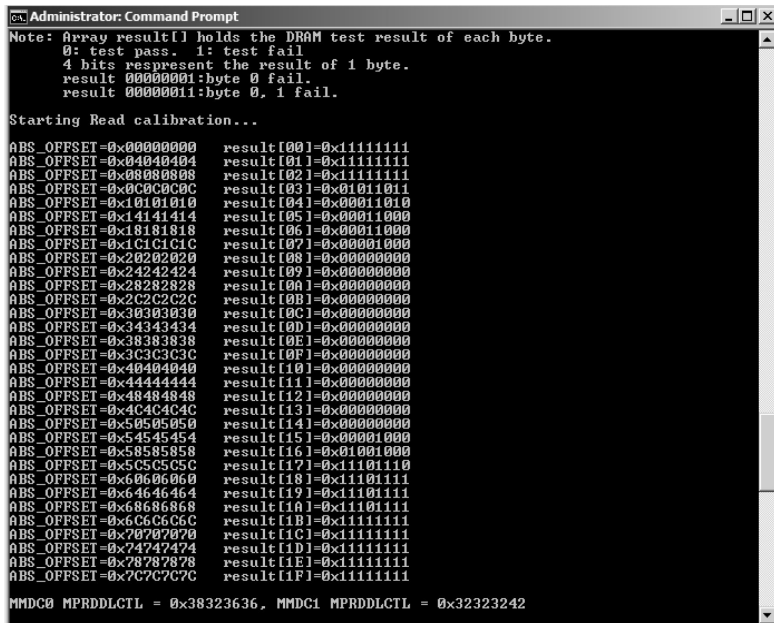 Administrator: Command Prompt
Note: Array result[] holds the DRAM test result of each byte.
0: test pass. 1: test fail
4 bits respresent the result of 1 byte.
result 00000001:byte 0 fail.
result 00000011:byte 0, 1 fail.
Starting Read calibration...
ABS_OFFSET=0x00000000 result[00]=0x11111111
ABS_OFFSET=0x04040404 result[01]=0x11111111
ABS_OFFSET=0x08080808 result[02]=0x11111111
ABS_OFFSET=0x0C0C0C0C result[03]=0x01011011
ABS_OFFSET=0x10101010 result[04]=0x00011010
ABS_OFFSET=0x14141414 result[05]=0x00011000
ABS_OFFSET=0x18181818 result[06]=0x00011000
ABS_OFFSET=0x1C1C1C1C result[07]=0x00001000
ABS_OFFSET=0x20202020 result[08]=0x00000000
ABS_OFFSET=0x24242424 result[09]=0x00000000
ABS_OFFSET=0x28282828 result[0A]=0x00000000
ABS_OFFSET=0x2C2C2C2C result[0B]=0x00000000
ABS_OFFSET=0x30303030 result[0C]=0x00000000
ABS_OFFSET=0x34343434 result[0D]=0x00000000
ABS_OFFSET=0x38383838 result[0E]=0x00000000
ABS_OFFSET=0x3C3C3C3C result[0F]=0x00000000
ABS_OFFSET=0x40404040 result[10]=0x00000000
ABS_OFFSET=0x44444444 result[11]=0x00000000
ABS_OFFSET=0x48484848 result[12]=0x00000000
ABS_OFFSET=0x4C4C4C4C result[13]=0x00000000
ABS_OFFSET=0x50505050 result[14]=0x00000000
ABS_OFFSET=0x54545454 result[15]=0x00001000
ABS_OFFSET=0x58585858 result[16]=0x01001000
ABS_OFFSET=0x5C5C5C5C result[17]=0x11101110
ABS_OFFSET=0x60606060 result[18]=0x11101111
ABS_OFFSET=0x64646464 result[19]=0x11101111
ABS_OFFSET=0x68686868 result[1A]=0x11101111
ABS_OFFSET=0x6C6C6C6C result[1B]=0x11111111
ABS_OFFSET=0x70707070 result[1C]=0x11111111
ABS_OFFSET=0x74747474 result[1D]=0x11111111
ABS_OFFSET=0x78787878 result[1E]=0x11111111
ABS_OFFSET=0x7C7C7C7C result[1F]=0x11111111
MMDC0 MPRDDLCTL = 0x38323636, MMDC1 MPRDDLCTL = 0x32323242